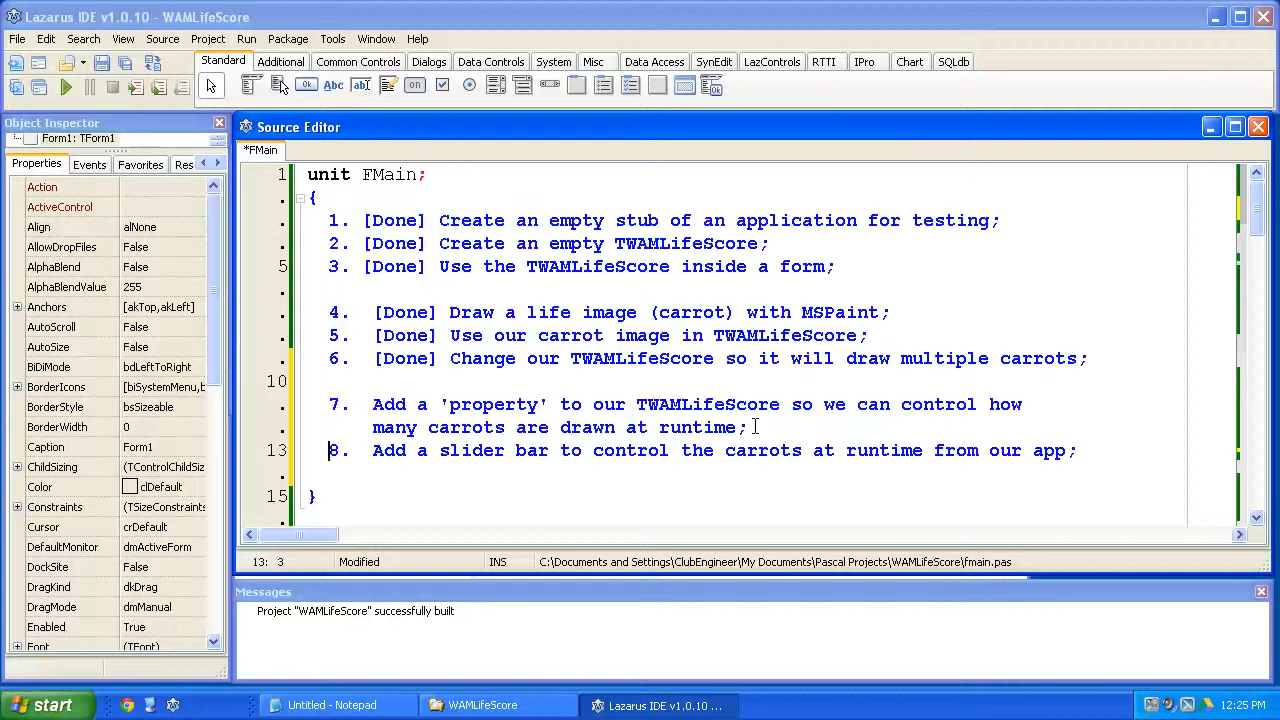 Lazarus IDE v1.0.10 - WAMLifeScore
File Edit Search View Source Project Run Package Tools Window Help
Standard Additional Common Controls Dialogs Data Controls System Misc Data Access SynEdit LazControls RTTI IPro Chart SQLdb
Ok Abc ab on Ok
Object Inspector
Form1: TForm1
Properties Events Favorites Res
Action
ActiveControl
Align alNone
AllowDropFiles False
AlphaBlend False
AlphaBlendValue 255
Anchors [akTop,akLeft]
AutoScroll False
AutoSize False
BiDiMode bdLeftToRight
BorderIcons [biSystemMenu,b
BorderStyle bsSizeable
BorderWidth 0
Caption Form1
ChildSizing (TControlChildSiz
Color clDefault
Constraints (TSizeConstraints
Cursor crDefault
DefaultMonitor dmActiveForm
DockSite False
DragKind dkDrag
DragMode dmManual
Enabled True
Font (TFont)
Source Editor
*FMain
1 unit FMain;
. {
. 1. [Done] Create an empty stub of an application for testing;
. 2. [Done] Create an empty TWAMLifeScore;
5 3. [Done] Use the TWAMLifeScore inside a form;
.
. 4. [Done] Draw a life image (carrot) with MSPaint;
. 5. [Done] Use our carrot image in TWAMLifeScore;
. 6. [Done] Change our TWAMLifeScore so it will draw multiple carrots;
10
. 7. Add a 'property' to our TWAMLifeScore so we can control how
. many carrots are drawn at runtime;
13 8. Add a slider bar to control the carrots at runtime from our app;
.
15 }
.
13: 3 Modified INS C:\Documents and Settings\ClubEngineer\My Documents\Pascal Projects\WAMLifeScore\fmain.pas
Messages
Project "WAMLifeScore" successfully built
start Untitled - Notepad WAMLifeScore Lazarus IDE v1.0.10 ... 12:25 PM